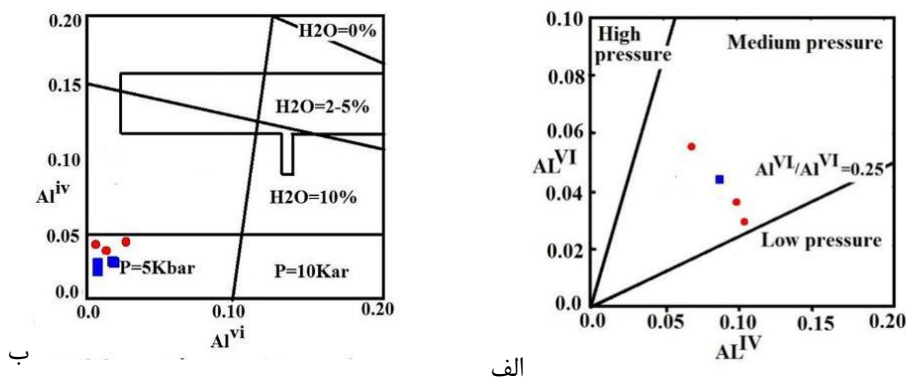 0.20
0.15
0.10
0.05
0.0
Al^iv
H2O=0%
H2O=2-5%
H2O=10%
P=5Kbar
P=10Kar
0.0
0.10
0.20
Al^vi
ب
0.10
0.08
0.06
0.04
0.02
0.0
AL^VI
High
pressure
Medium pressure
Al^VL/Al^VI=0.25
Low pressure
0.0
0.05
0.10
0.15
0.20
AL^IV
الف